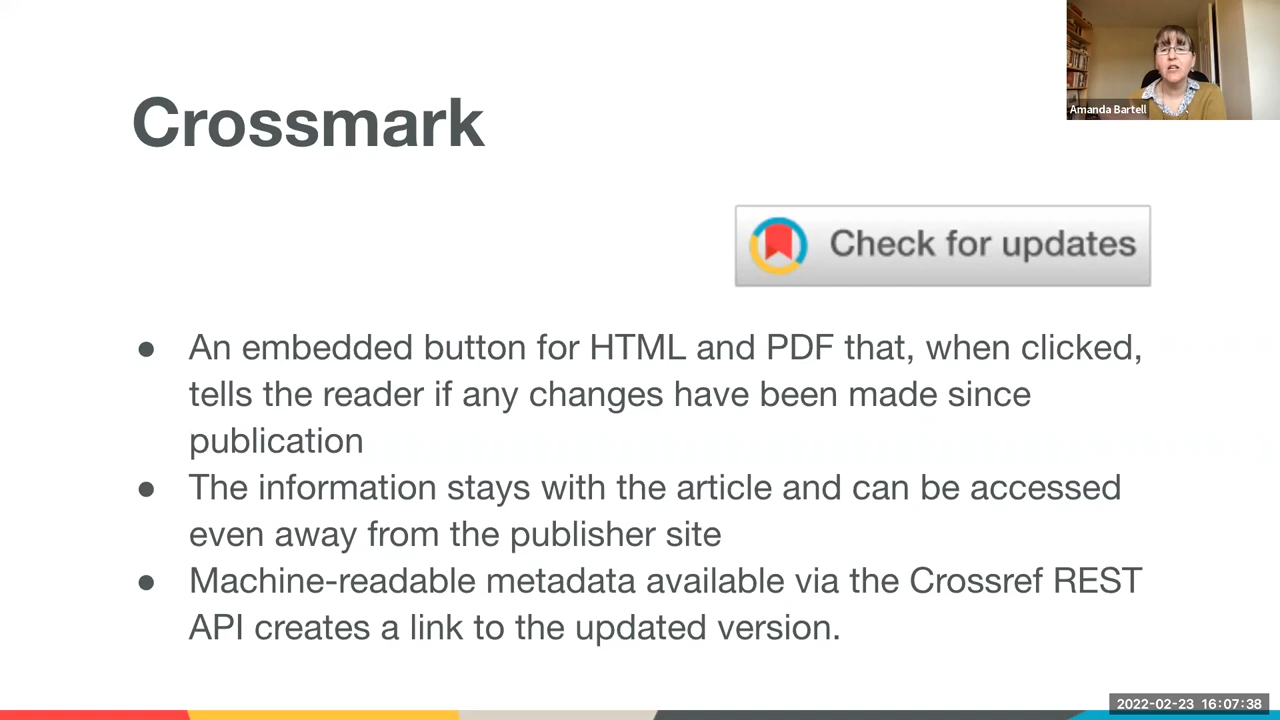 Amanda Bartell
Crossmark
Check for updates
● An embedded button for HTML and PDF that, when clicked,
tells the reader if any changes have been made since
publication
● The information stays with the article and can be accessed
even away from the publisher site
● Machine-readable metadata available via the Crossref REST
API creates a link to the updated version.
2022-02-23 16:07:38